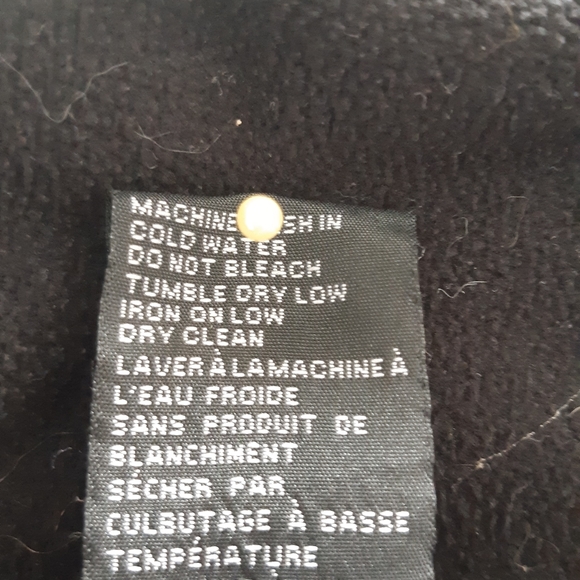 MACHINE SH IN
COLD WATER
DO NOT BLEACH
TUMBLE DRY LOW
IRON ON LOW
DRY CLEAN
LAVER À LA MACHINE À
L'EAU FROIDE
SANS PRODUIT DE
BLANCHIMENT
SÉCHER PAR
CULBUTAGE À BASSE
TEMPÉRATURE